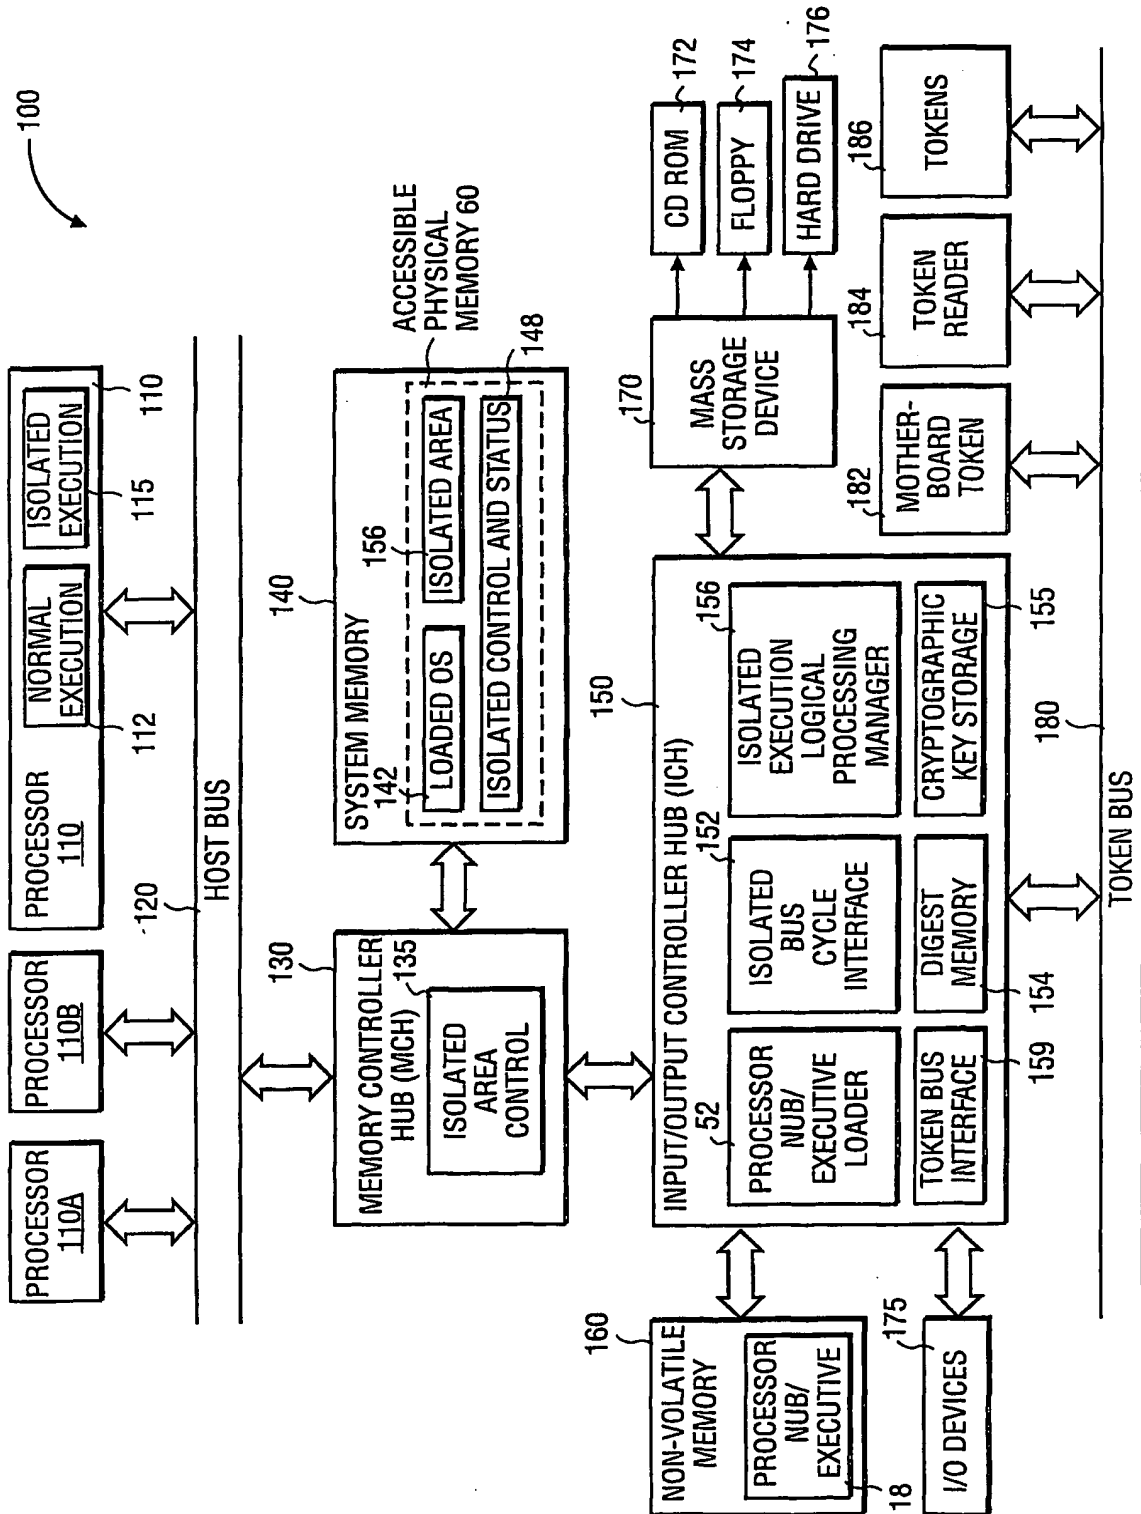 100
PROCESSOR
110A
PROCESSOR
110B
PROCESSOR
110
NORMAL
EXECUTION
112
ISOLATED
EXECUTION
115
110
120
HOST BUS
130
MEMORY CONTROLLER
HUB (MCH)
135
ISOLATED
AREA
CONTROL
140
SYSTEM MEMORY
142
LOADED OS
156
ISOLATED AREA
ISOLATED CONTROL AND STATUS
148
ACCESSIBLE
PHYSICAL
MEMORY 60
160
NON-VOLATILE
MEMORY
PROCESSOR
NUB/
EXECUTIVE
18
175
I/O DEVICES
150
INPUT/OUTPUT CONTROLLER HUB (ICH)
52
PROCESSOR
NUB/
EXECUTIVE
LOADER
152
ISOLATED
BUS
CYCLE
INTERFACE
156
ISOLATED
EXECUTION
LOGICAL
PROCESSING
MANAGER
TOKEN BUS
INTERFACE
159
DIGEST
MEMORY
154
CRYPTOGRAPHIC
KEY STORAGE
155
170
MASS
STORAGE
DEVICE
CD ROM
172
FLOPPY
174
HARD DRIVE
176
182
MOTHER-
BOARD
TOKEN
184
TOKEN
READER
186
TOKENS
180
TOKEN BUS